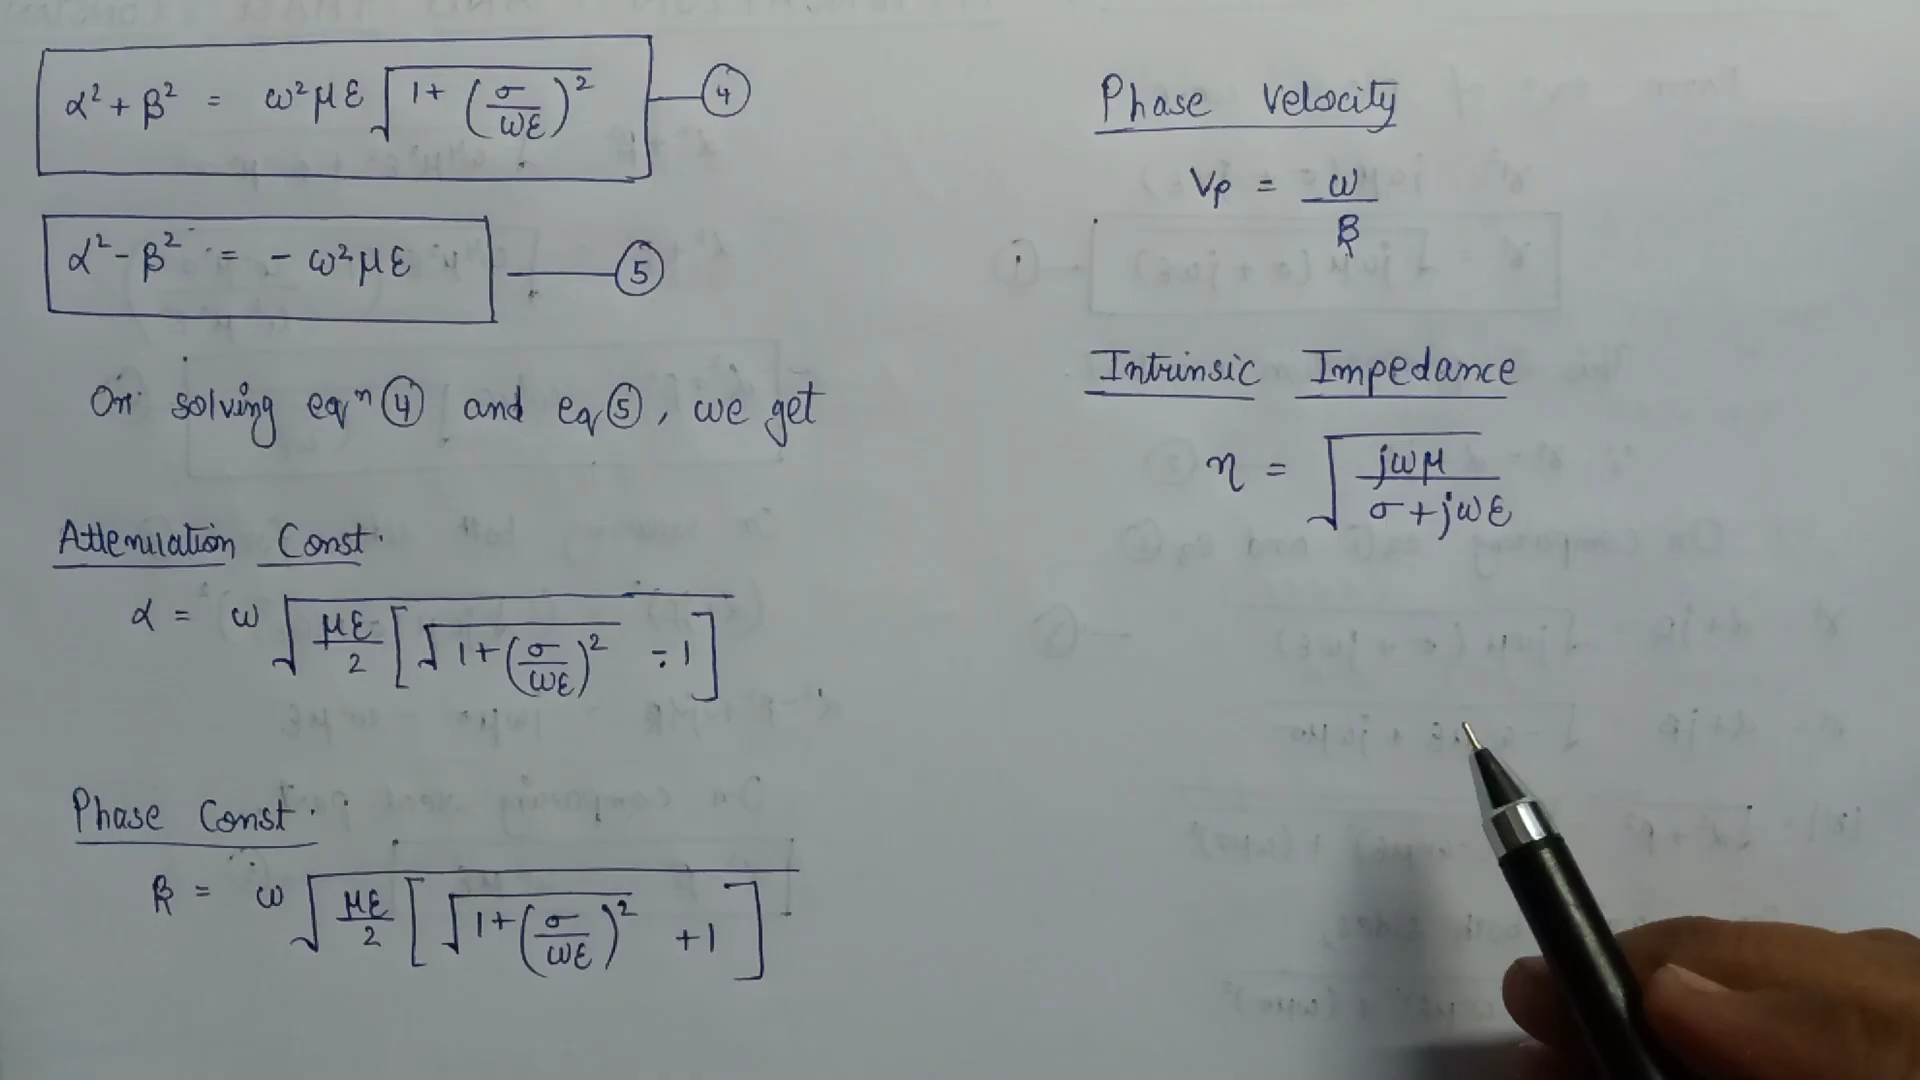 α² + β² = ω²με √(1 + (σ/ωε)²) — ④
α² - β² = - ω²με — ⑤
On solving eqⁿ ④ and eq ⑤, we get
Attenuation Const.
α = ω √(με/2 [√(1 + (σ/ωε)²) - 1])
Phase Const.
β = ω √(με/2 [√(1 + (σ/ωε)²) + 1])
Phase Velocity
Vp = ω/β
Intrinsic Impedance
η = √(jωμ/(σ + jωε))